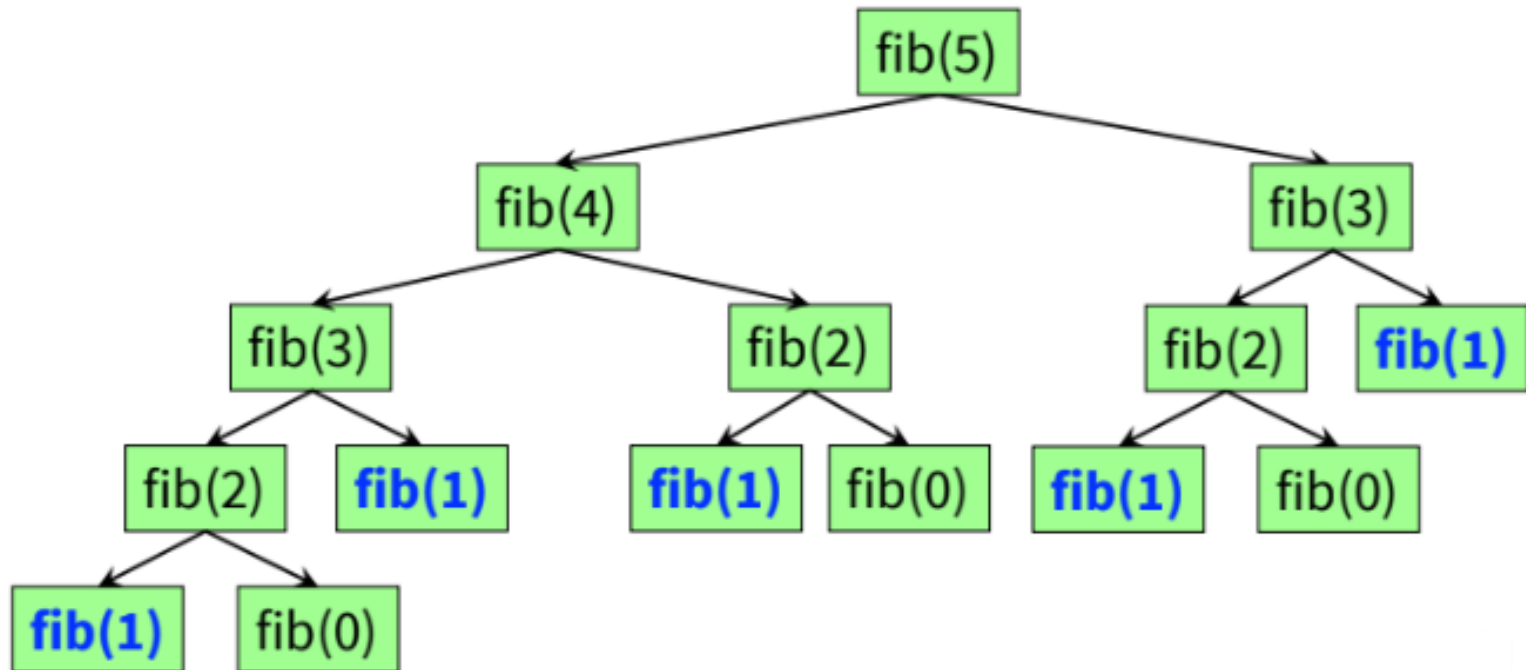 fib(5)
fib(4) fib(3)
fib(3) fib(2) fib(2) fib(1)
fib(2) fib(1) fib(1) fib(0) fib(1) fib(0)
fib(1) fib(0)